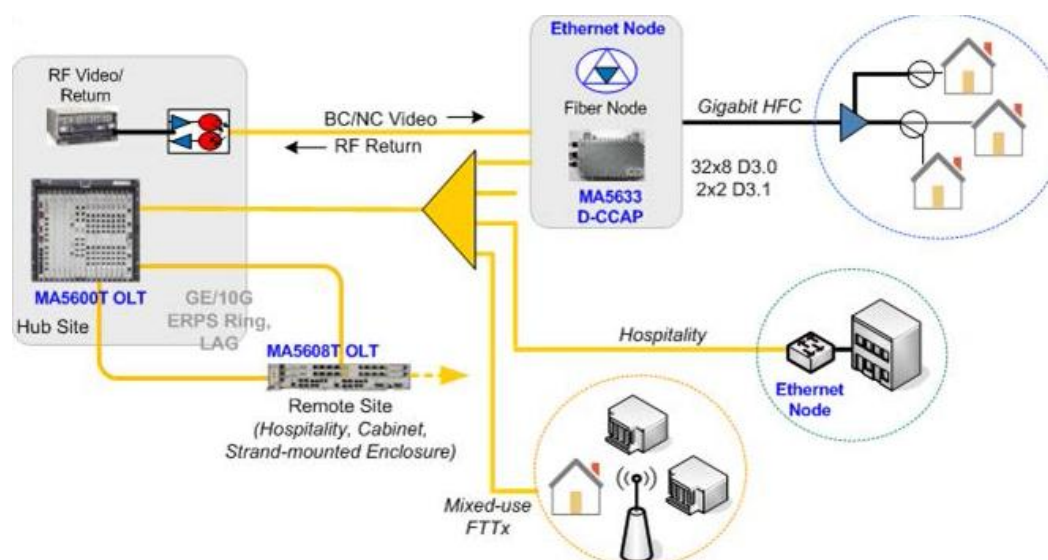 RF Video/
Return
BC/NC Video
RF Return
Ethernet Node
Fiber Node
MA5633
D-CCAP
Gigabit HFC
32x8 D3.0
2x2 D3.1
MA5600T OLT
Hub Site
GE/10G
ERPS Ring,
LAG
MA5608T OLT
Remote Site
(Hospitality, Cabinet,
Strand-mounted Enclosure)
Hospitality
Ethernet
Node
Mixed-use
FTTx